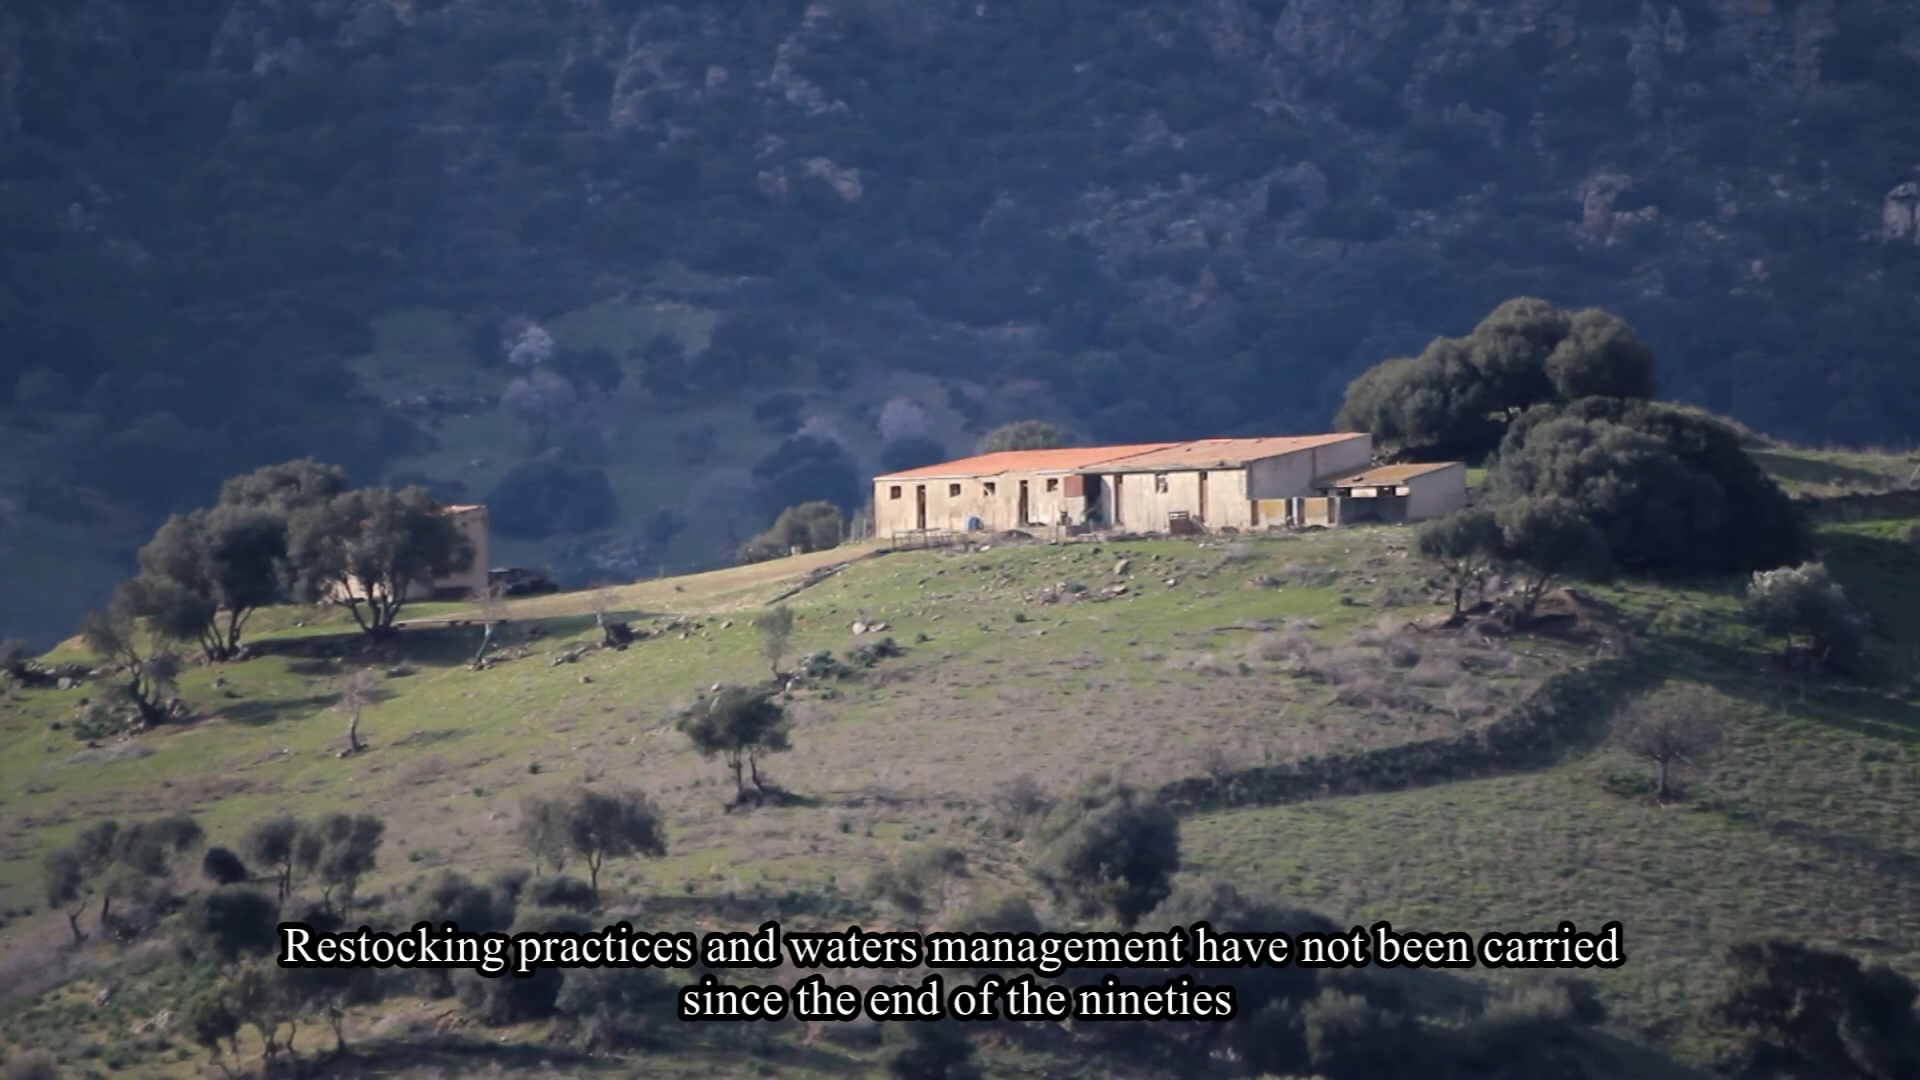 Restocking practices and waters management have not been carried
since the end of the nineties